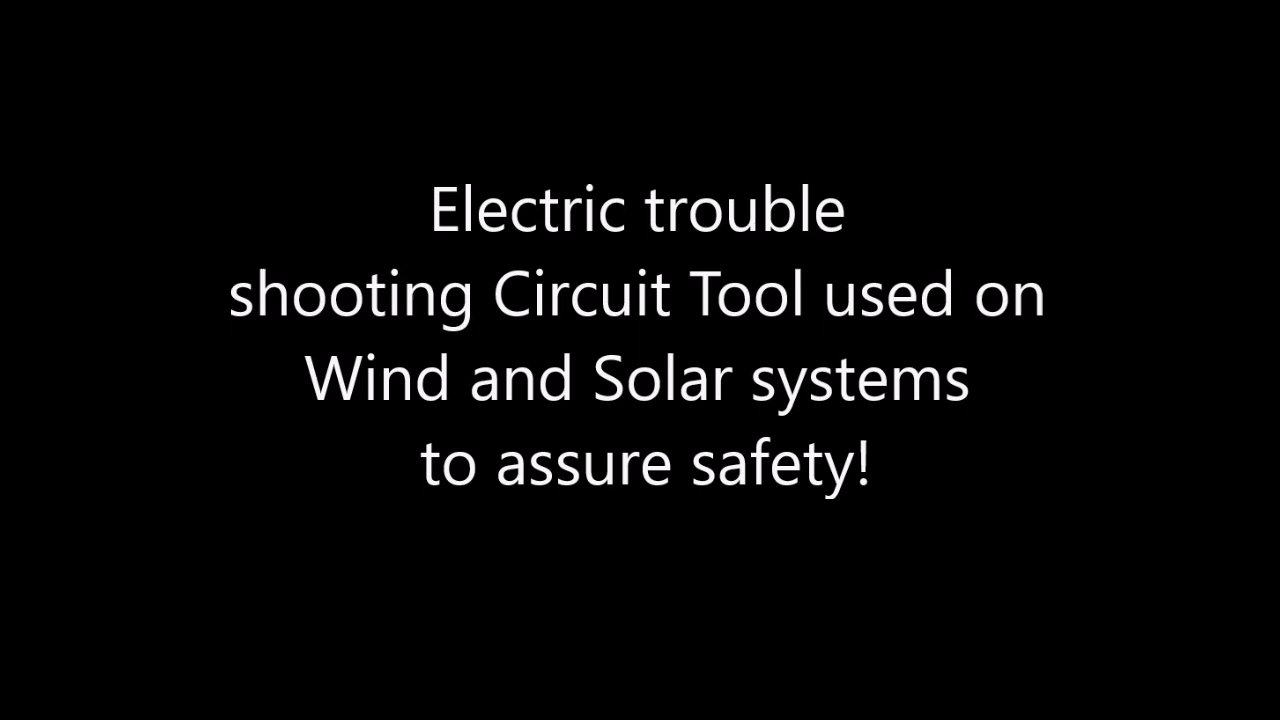 Electric trouble
shooting Circuit Tool used on
Wind and Solar systems
to assure safety!